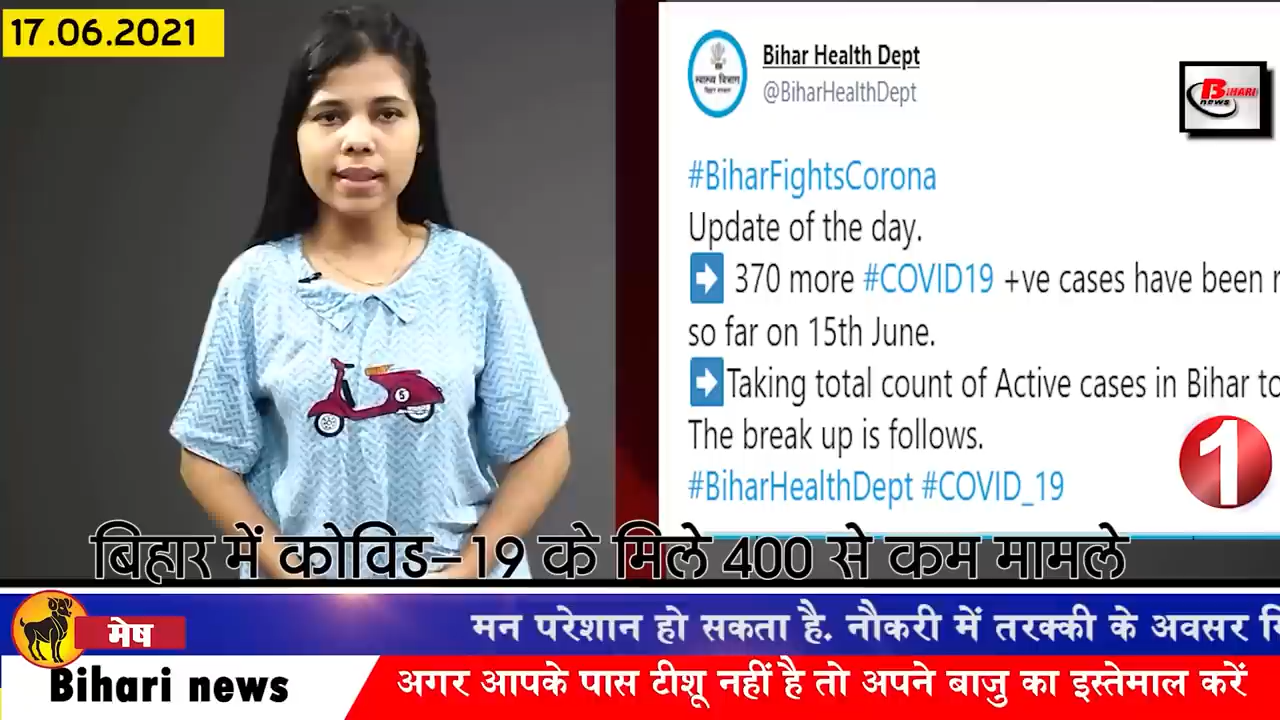 17.06.2021
Bihar Health Dept
@BiharHealthDept
स्वास्थ्य विभाग
BIHARI
news
#BiharFightsCorona
Update of the day.
370 more #COVID19 +ve cases have been
so far on 15th June.
Taking total count of Active cases in Bihar to
The break up is follows.
#BiharHealthDept #COVID_19
1
5
बिहार में कोविड-19 के मिले 400 से कम मामले
मेष
मन परेशान हो सकता है. नौकरी में तरक्की के अवसर
Bihari news
अगर आपके पास टीशू नहीं है तो अपने बाजु का इस्तेमाल करें